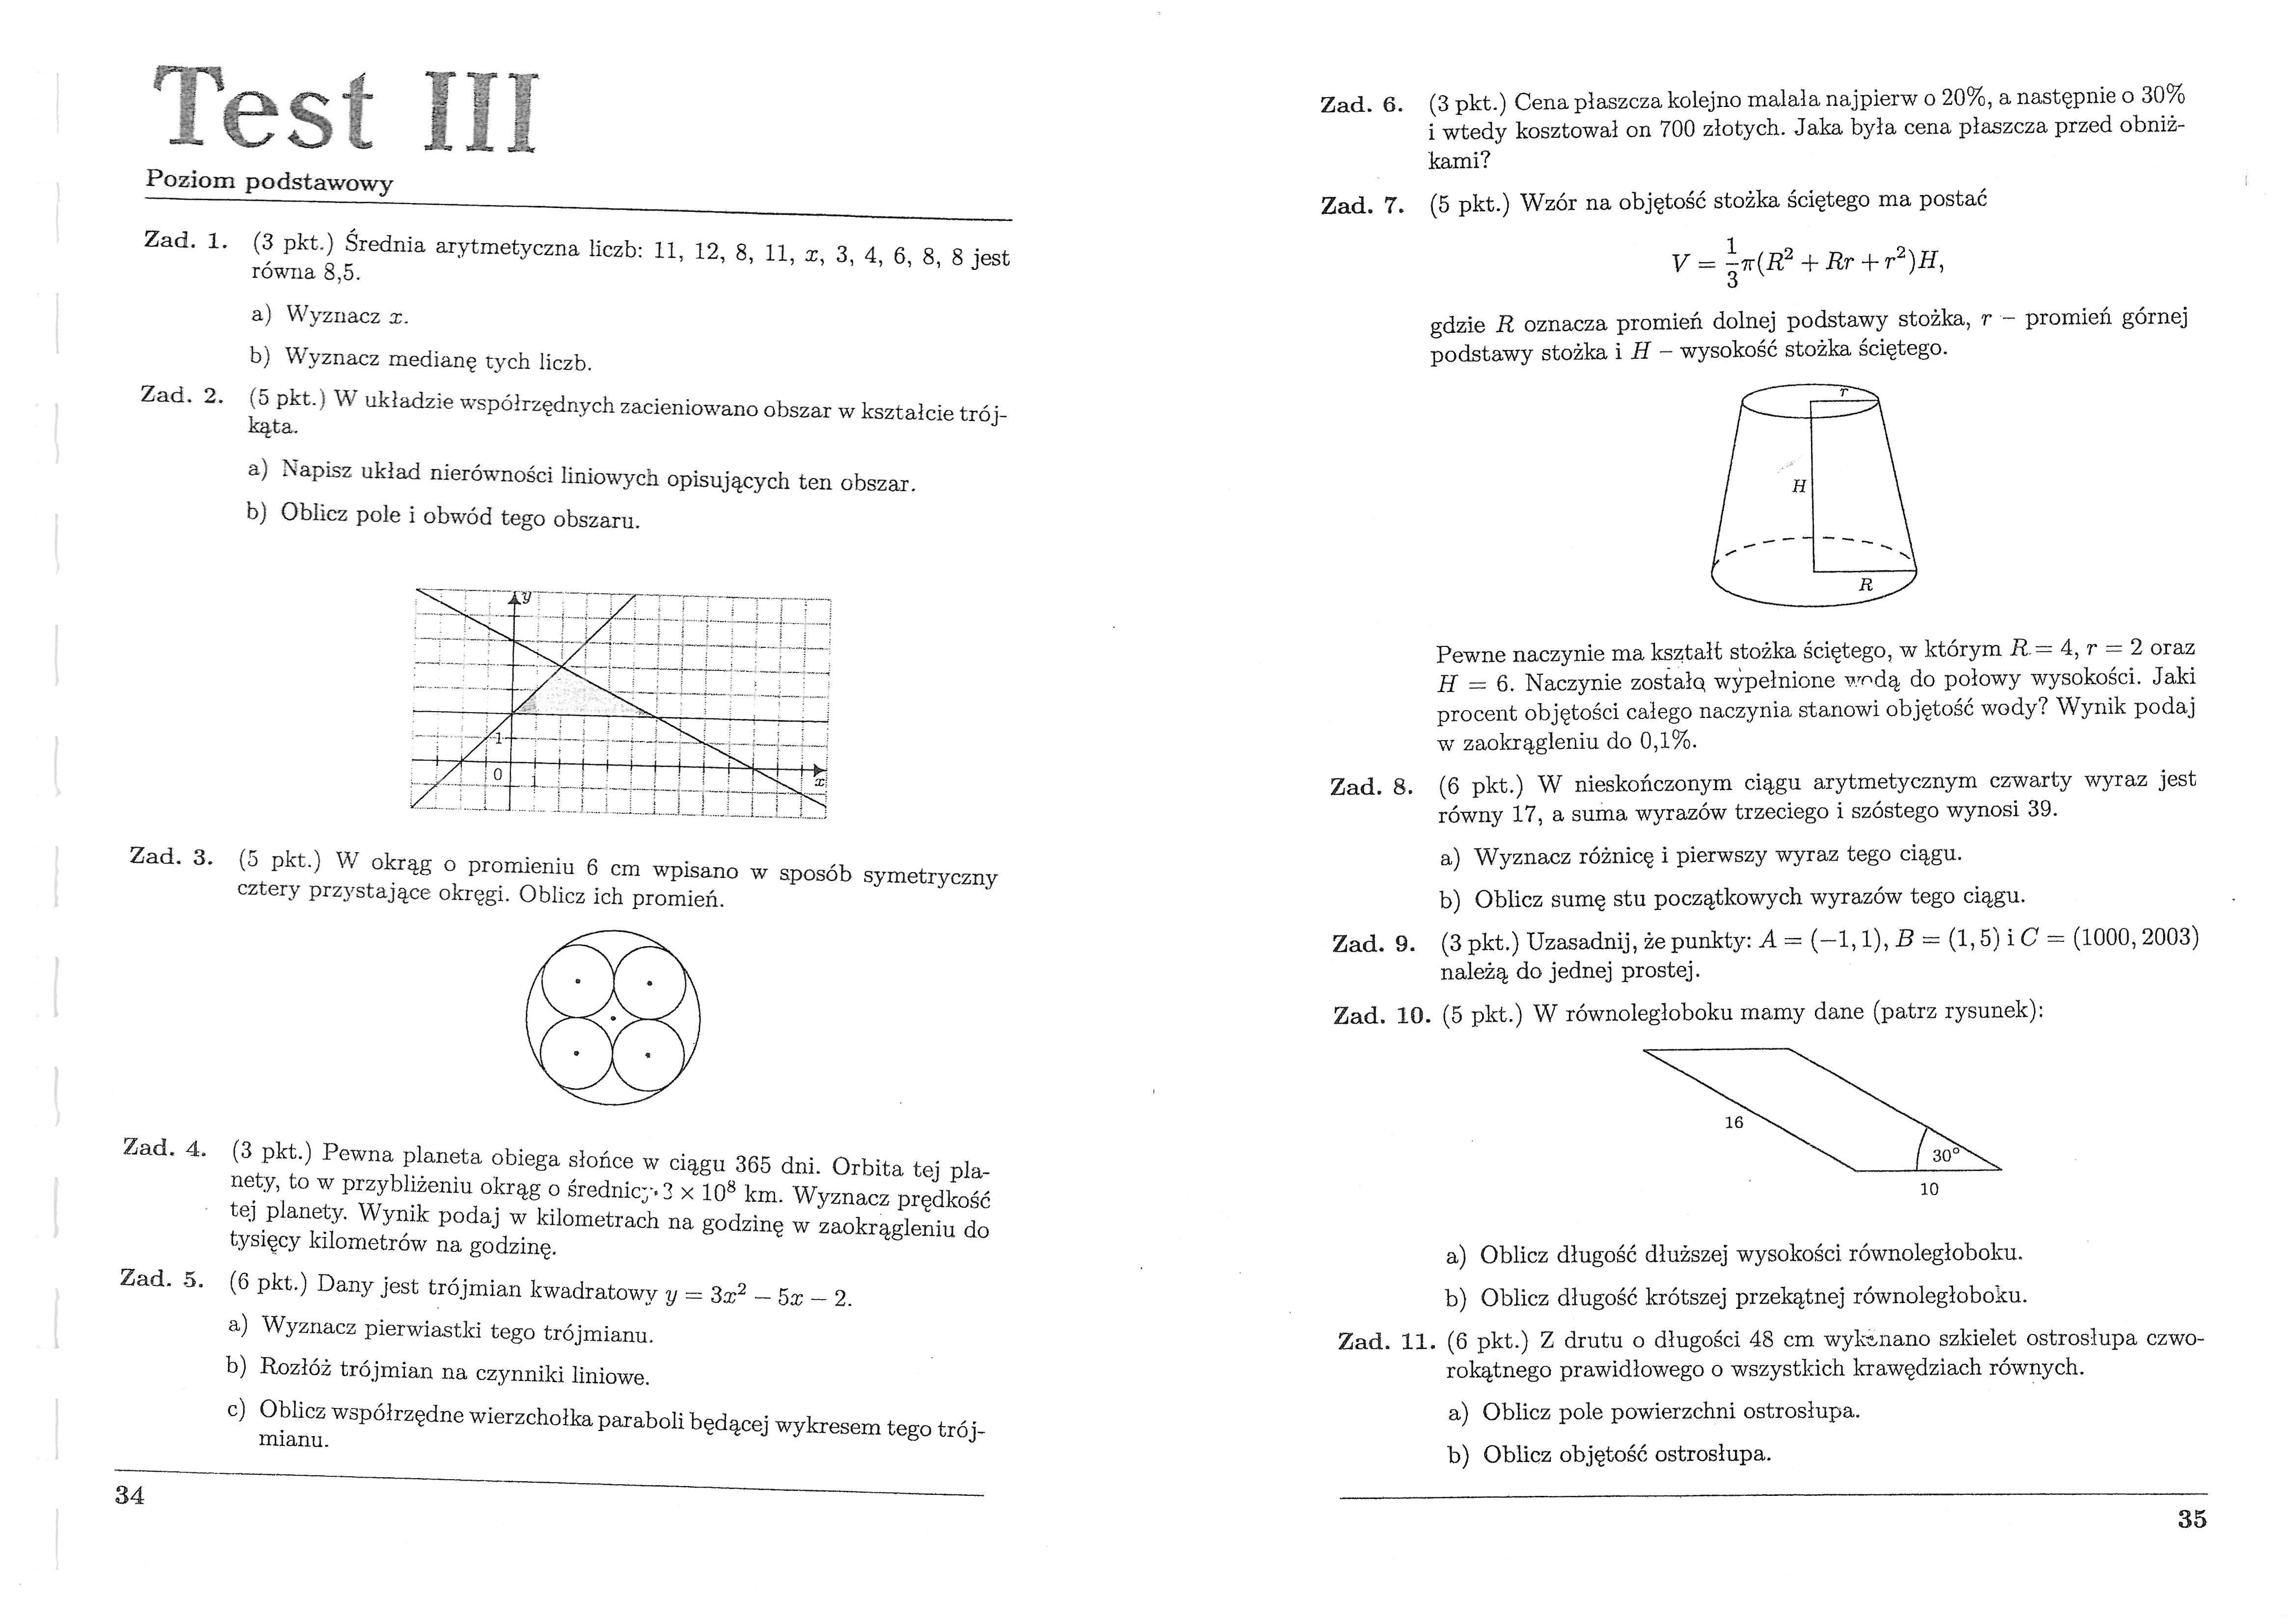 Test III
Poziom podstawowy
Zad. 1. (3 pkt.) Średnia arytmetyczna liczb: 11, 12, 8, 11, x, 3, 4, 6, 8, 8 jest
równa 8,5.
a) Wyznacz x.
b) Wyznacz medianę tych liczb.
Zad. 2. (5 pkt.) W układzie współrzędnych zacieniowano obszar w kształcie trój-
kąta.
a) Napisz układ nierówności liniowych opisujących ten obszar.
b) Oblicz pole i obwód tego obszaru.
y
1
0
1
x
Zad. 3. (5 pkt.) W okrąg o promieniu 6 cm wpisano w sposób symetryczny
cztery przystające okręgi. Oblicz ich promień.
Zad. 4. (3 pkt.) Pewna planeta obiega słońce w ciągu 365 dni. Orbita tej pla-
nety, to w przybliżeniu okrąg o średnicy 3 × 10⁸ km. Wyznacz prędkość
tej planety. Wynik podaj w kilometrach na godzinę w zaokrągleniu do
tysięcy kilometrów na godzinę.
Zad. 5. (6 pkt.) Dany jest trójmian kwadratowy y = 3x² − 5x − 2.
a) Wyznacz pierwiastki tego trójmianu.
b) Rozłóż trójmian na czynniki liniowe.
c) Oblicz współrzędne wierzchołka paraboli będącej wykresem tego trój-
mianu.
34
Zad. 6. (3 pkt.) Cena płaszcza kolejno malała najpierw o 20%, a następnie o 30%
i wtedy kosztował on 700 złotych. Jaka była cena płaszcza przed obniż-
kami?
Zad. 7. (5 pkt.) Wzór na objętość stożka ściętego ma postać
V = 1/3 π(R² + Rr + r²)H,
gdzie R oznacza promień dolnej podstawy stożka, r – promień górnej
podstawy stożka i H – wysokość stożka ściętego.
r
H
R
Pewne naczynie ma kształt stożka ściętego, w którym R = 4, r = 2 oraz
H = 6. Naczynie zostało wypełnione wodą do połowy wysokości. Jaki
procent objętości całego naczynia stanowi objętość wody? Wynik podaj
w zaokrągleniu do 0,1%.
Zad. 8. (6 pkt.) W nieskończonym ciągu arytmetycznym czwarty wyraz jest
równy 17, a suma wyrazów trzeciego i szóstego wynosi 39.
a) Wyznacz różnicę i pierwszy wyraz tego ciągu.
b) Oblicz sumę stu początkowych wyrazów tego ciągu.
Zad. 9. (3 pkt.) Uzasadnij, że punkty: A = (−1, 1), B = (1, 5) i C = (1000, 2003)
należą do jednej prostej.
Zad. 10. (5 pkt.) W równoległoboku mamy dane (patrz rysunek):
16
30°
10
a) Oblicz długość dłuższej wysokości równoległoboku.
b) Oblicz długość krótszej przekątnej równoległoboku.
Zad. 11. (6 pkt.) Z drutu o długości 48 cm wykonano szkielet ostrosłupa czwo-
rokątnego prawidłowego o wszystkich krawędziach równych.
a) Oblicz pole powierzchni ostrosłupa.
b) Oblicz objętość ostrosłupa.
35